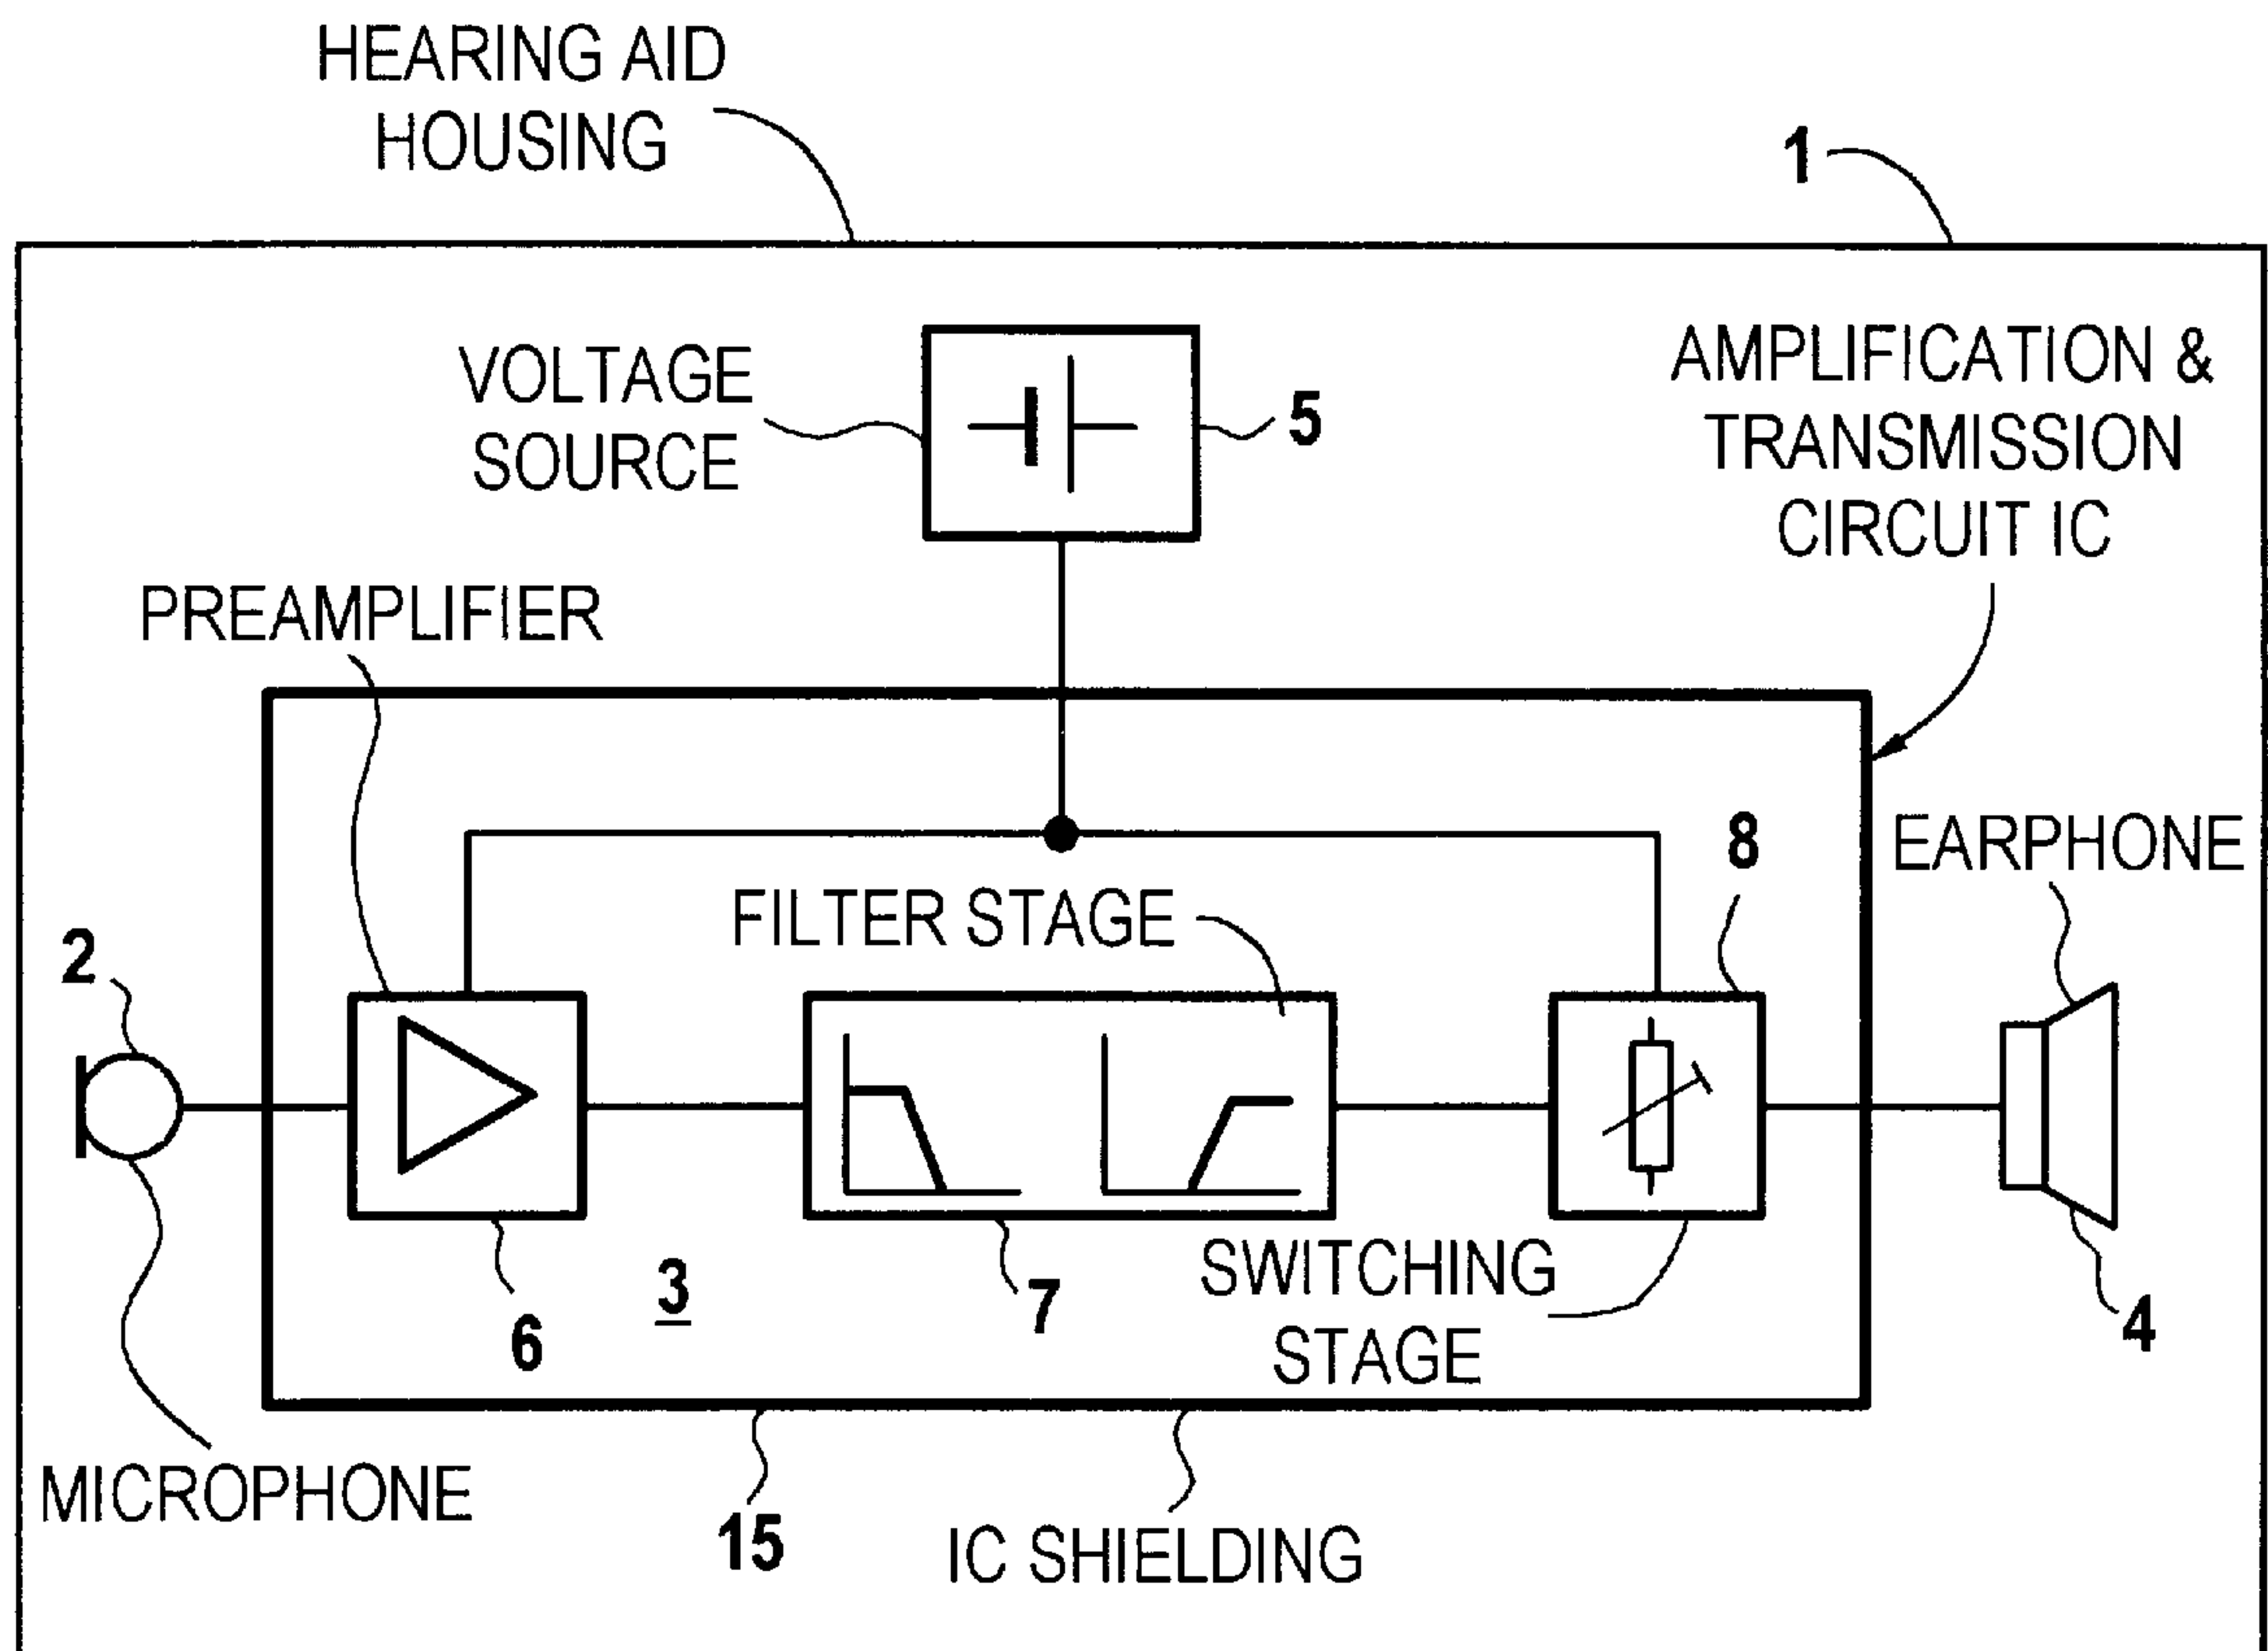 HEARING AID
HOUSING
1
VOLTAGE
SOURCE
5
AMPLIFICATION &
TRANSMISSION
CIRCUIT IC
PREAMPLIFIER
8
EARPHONE
FILTER STAGE
2
SWITCHING
STAGE
6
3
7
4
MICROPHONE
15
IC SHIELDING